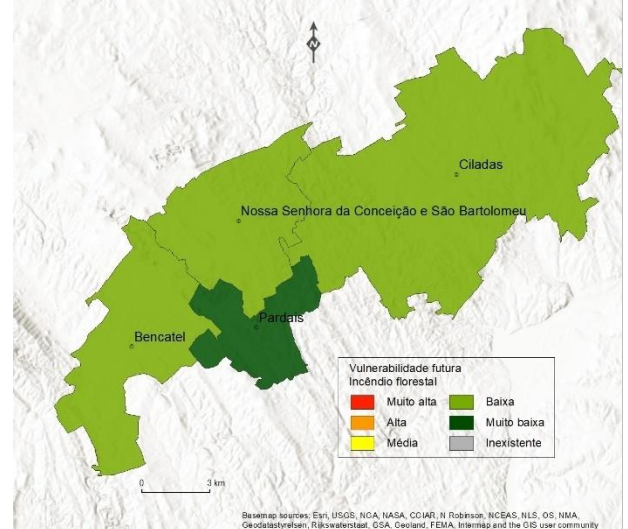 N
Ciladas
Nossa Senhora da Conceição e São Bartolomeu
Pardais
Bencatel
Vulnerabilidade futura
Incêndio florestal
Muito alta
Baixa
Alta
Muito baixa
Média
Inexistente
0 3 km
Basemap sources: Esri, USGS, NGA, NASA, CGIAR, N Robinson, NCEAS, NLS, OS, NMA,
Geodatastyrelsen, Rijkswaterstaat, GSA, Geoland, FEMA, Intermap and the GIS user community